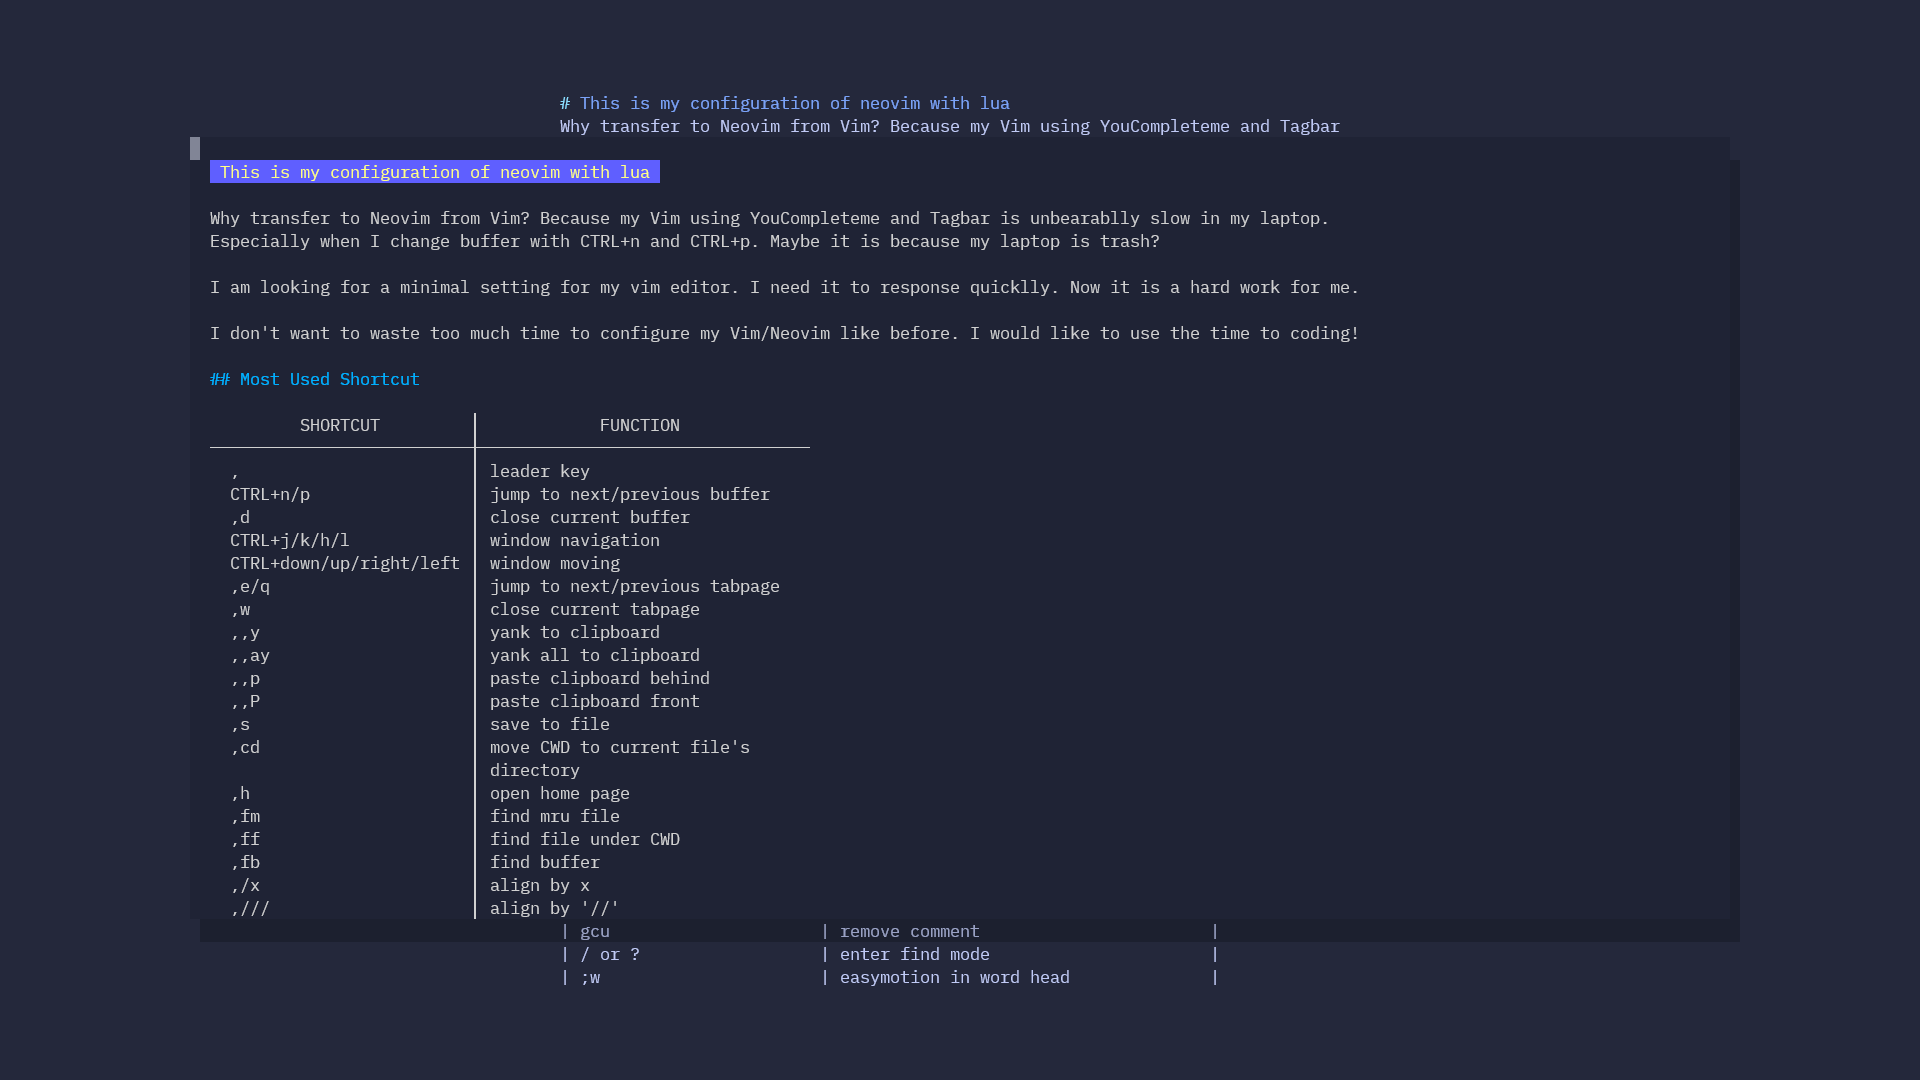 # This is my configuration of neovim with lua
Why transfer to Neovim from Vim? Because my Vim using YouCompleteme and Tagbar
This is my configuration of neovim with lua
Why transfer to Neovim from Vim? Because my Vim using YouCompleteme and Tagbar is unbearablly slow in my laptop.
Especially when I change buffer with CTRL+n and CTRL+p. Maybe it is because my laptop is trash?
I am looking for a minimal setting for my vim editor. I need it to response quicklly. Now it is a hard work for me.
I don't want to waste too much time to configure my Vim/Neovim like before. I would like to use the time to coding!
## Most Used Shortcut
SHORTCUT │ FUNCTION
, │ leader key
CTRL+n/p │ jump to next/previous buffer
,d │ close current buffer
CTRL+j/k/h/l │ window navigation
CTRL+down/up/right/left │ window moving
,e/q │ jump to next/previous tabpage
,w │ close current tabpage
,,y │ yank to clipboard
,,ay │ yank all to clipboard
,,p │ paste clipboard behind
,,P │ paste clipboard front
,s │ save to file
,cd │ move CWD to current file's
│ directory
,h │ open home page
,fm │ find mru file
,ff │ find file under CWD
,fb │ find buffer
,/x │ align by x
,/// │ align by '//'
| gcu | remove comment |
| / or ? | enter find mode |
| ;w | easymotion in word head |